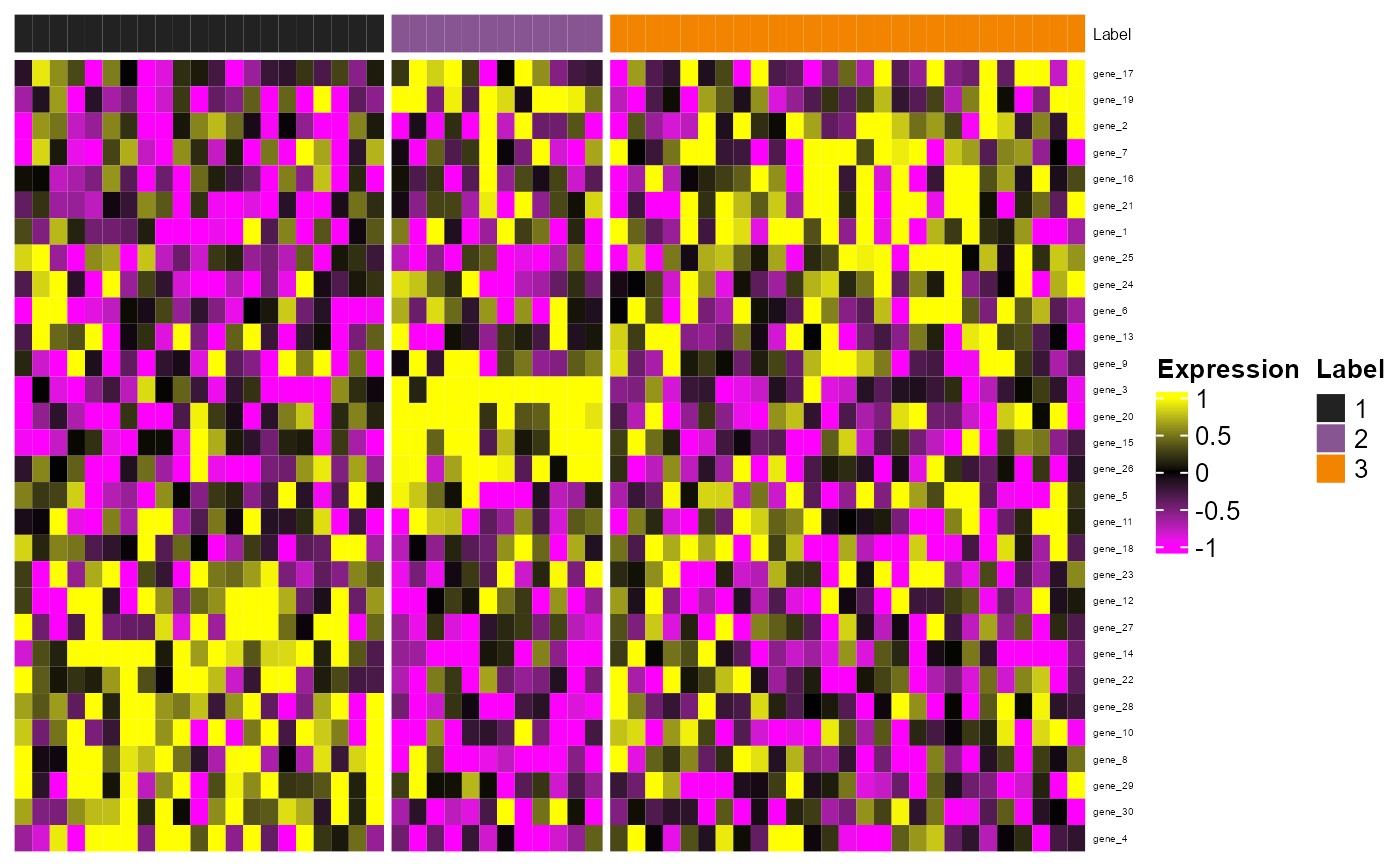 Label
gene_17
gene_19
gene_2
gene_7
gene_16
gene_21
gene_1
gene_25
gene_24
gene_6
gene_13
gene_9
gene_3
gene_20
gene_15
gene_26
gene_5
gene_11
gene_18
gene_23
gene_12
gene_27
gene_14
gene_22
gene_28
gene_10
gene_8
gene_29
gene_30
gene_4
Expression
1
0.5
0
-0.5
-1
Label
1
2
3